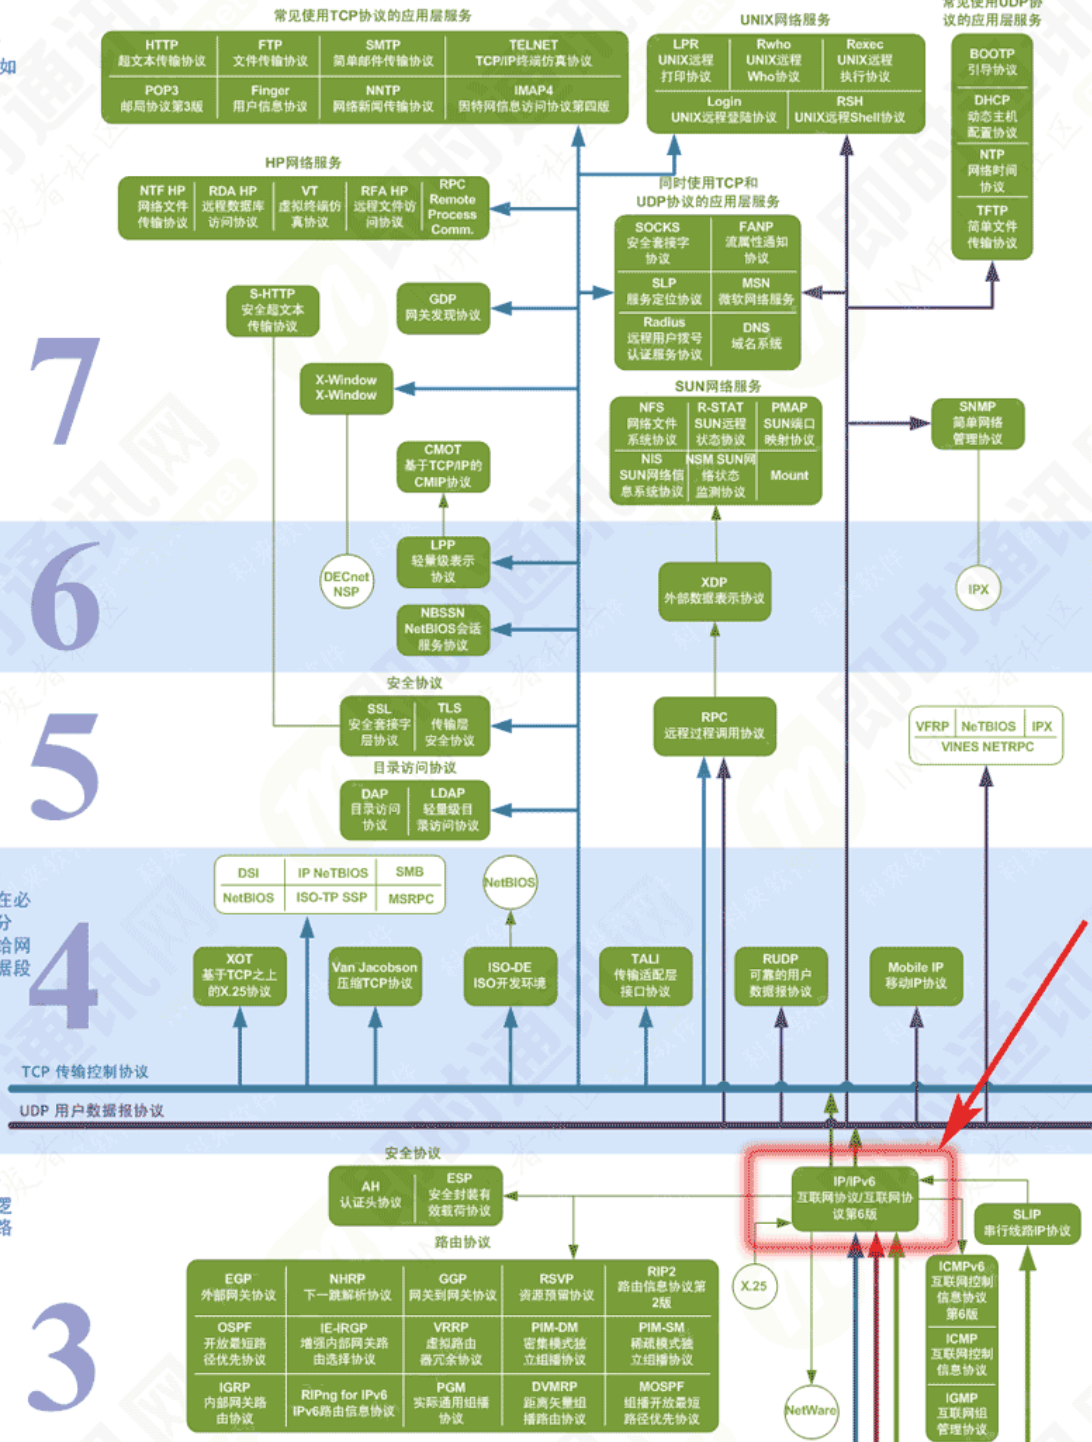 常见使用TCP协议的应用层服务
HTTP
超文本传输协议
FTP
文件传输协议
SMTP
简单邮件传输协议
TELNET
TCP/IP终端仿真协议
POP3
邮局协议第3版
Finger
用户信息协议
NNTP
网络新闻传输协议
IMAP4
因特网信息访问协议第四版
UNIX网络服务
LPR
UNIX远程
打印协议
Rwho
UNIX远程
Who协议
Rexec
UNIX远程
执行协议
Login
UNIX远程登陆协议
RSH
UNIX远程Shell协议
常见使用UDP协
议的应用层服务
BOOTP
引导协议
DHCP
动态主机
配置协议
NTP
网络时间
协议
TFTP
简单文件
传输协议
如
HP网络服务
NTF HP
网络文件
传输协议
RDA HP
远程数据库
访问协议
VT
虚拟终端仿
真协议
RFA HP
远程文件访
问协议
RPC
Remote
Process
Comm.
同时使用TCP和
UDP协议的应用层服务
SOCKS
安全套接字
协议
FANP
流属性通知
协议
SLP
服务定位协议
MSN
微软网络服务
Radius
远程用户拨号
认证服务协议
DNS
域名系统
S-HTTP
安全超文本
传输协议
GDP
网关发现协议
7
X-Window
X-Window
SUN网络服务
NFS
网络文件
系统协议
R-STAT
SUN远程
状态协议
PMAP
SUN端口
映射协议
NIS
SUN网络信
息系统协议
NSM SUN网
络状态
监测协议
Mount
SNMP
简单网络
管理协议
CMOT
基于TCP/IP的
CMIP协议
6
LPP
轻量级表示
协议
DECnet
NSP
XDP
外部数据表示协议
IPX
NBSSN
NetBIOS会话
服务协议
5
安全协议
SSL
安全套接字
层协议
TLS
传输层
安全协议
RPC
远程过程调用协议
VFRP
NeTBIOS
IPX
VINES NETRPC
目录访问协议
DAP
目录访问
协议
LDAP
轻量级目
录访问协议
4
DSI
IP NeTBIOS
SMB
NetBIOS
ISO-TP SSP
MSRPC
NetBIOS
在必
分
给网
据段
XOT
基于TCP之上
的X.25协议
Van Jacobson
压缩TCP协议
ISO-DE
ISO开发环境
TALI
传输适配层
接口协议
RUDP
可靠的用户
数据报协议
Mobile IP
移动IP协议
TCP 传输控制协议
UDP 用户数据报协议
3
安全协议
AH
认证头协议
ESP
安全封装有
效载荷协议
IP/IPv6
互联网协议/互联网协
议第6版
SLIP
串行线路IP协议
逻
路
路由协议
EGP
外部网关协议
NHRP
下一跳解析协议
GGP
网关到网关协议
RSVP
资源预留协议
RIP2
路由信息协议第
2版
OSPF
开放最短路
径优先协议
IE-IRGP
增强内部网关路
由选择协议
VRRP
虚拟路由
器冗余协议
PIM-DM
密集模式独
立组播协议
PIM-SM
稀疏模式独
立组播协议
IGRP
内部网关路
由协议
RIPng for IPv6
IPv6路由信息协议
PGM
实际通用组播
协议
DVMRP
距离矢量组
播路由协议
MOSPF
组播开放最短
路径优先协议
X.25
NetWare
ICMPv6
互联网控制
信息协议
第6版
ICMP
互联网控制
信息协议
IGMP
互联网组
管理协议